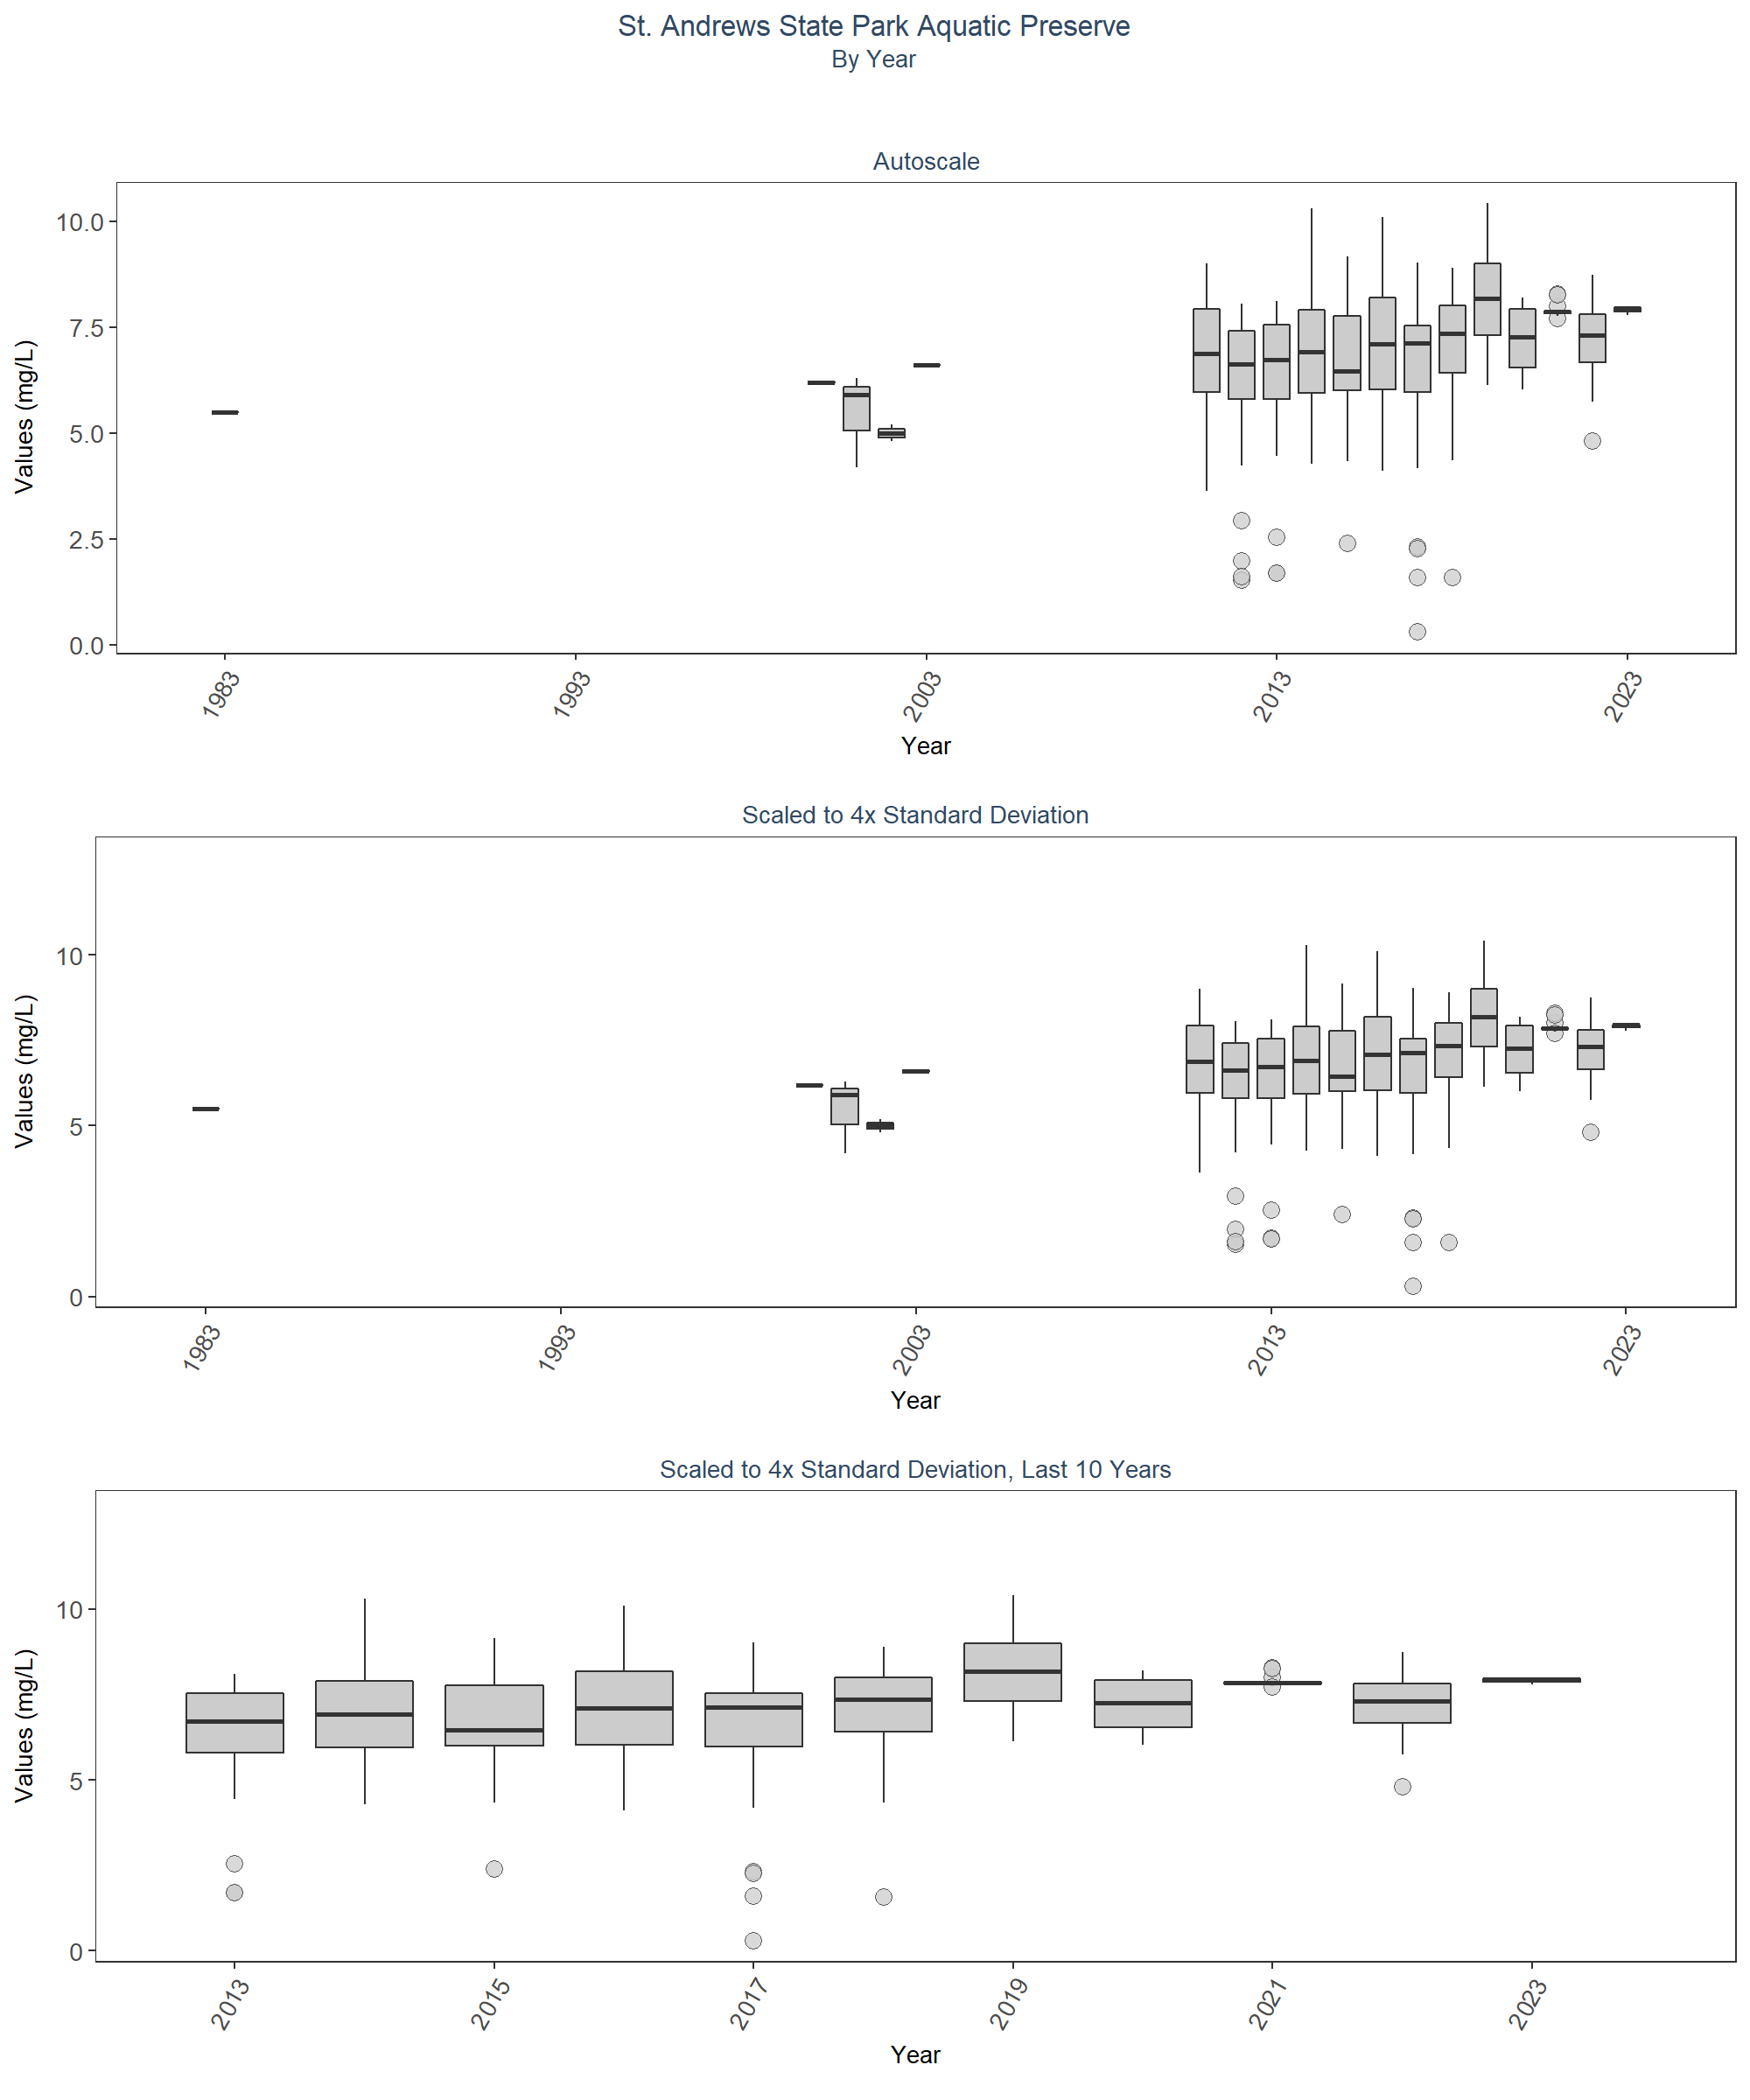 St. Andrews State Park Aquatic Preserve
By Year
Autoscale
Values (mg/L)
10.0
7.5
5.0
2.5
0.0
1983
1993
2003
2013
2023
Year
Scaled to 4x Standard Deviation
Values (mg/L)
10
5
0
1983
1993
2003
2013
2023
Year
Scaled to 4x Standard Deviation, Last 10 Years
Values (mg/L)
10
5
0
2013
2015
2017
2019
2021
2023
Year